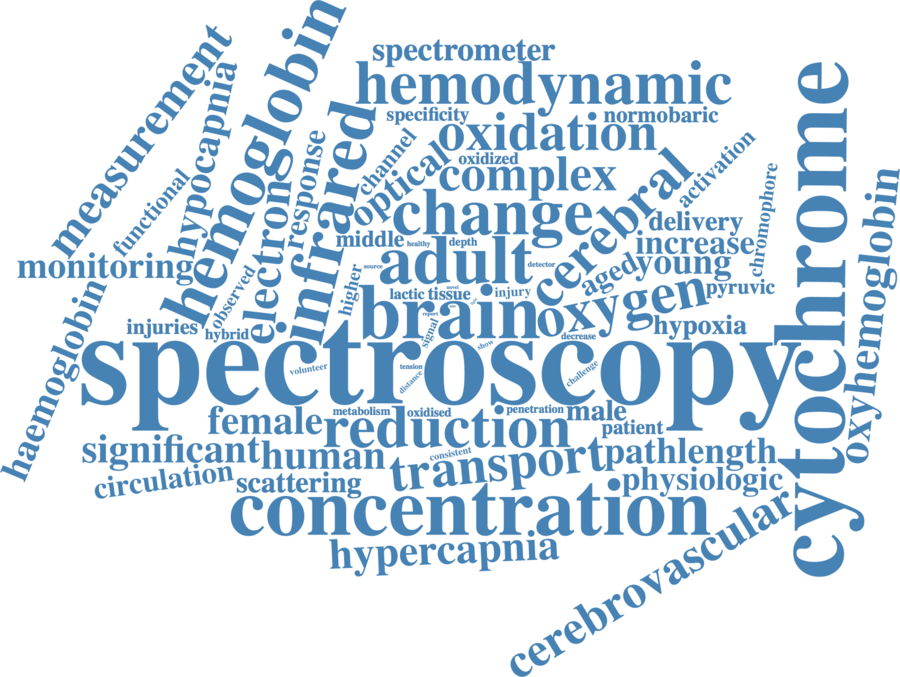 spectrometer
hemodynamic
specificity
normobaric
oxidation
measurement
hypocapnia
hemoglobin
infrared
response
channel
optical
oxidized
complex
cerebral
activation
cytochrome
functional
electron
change
delivery
chromophore
oxyhemoglobin
middle
healthy
depth
increase
monitoring
adult
detector
aged
young
source
higher
observed
lactic
tissue
novel
injury
oxygen
pyruvic
haemoglobin
injuries
hybrid
brain
report
signal
hypoxia
decrease
show
spectroscopy
volunteer
tension
distance
challenge
female
metabolism
oxidised
penetration
male
reduction
patient
significant
human
consistent
transport
pathlength
circulation
scattering
physiologic
concentration
hypercapnia
cerebrovascular